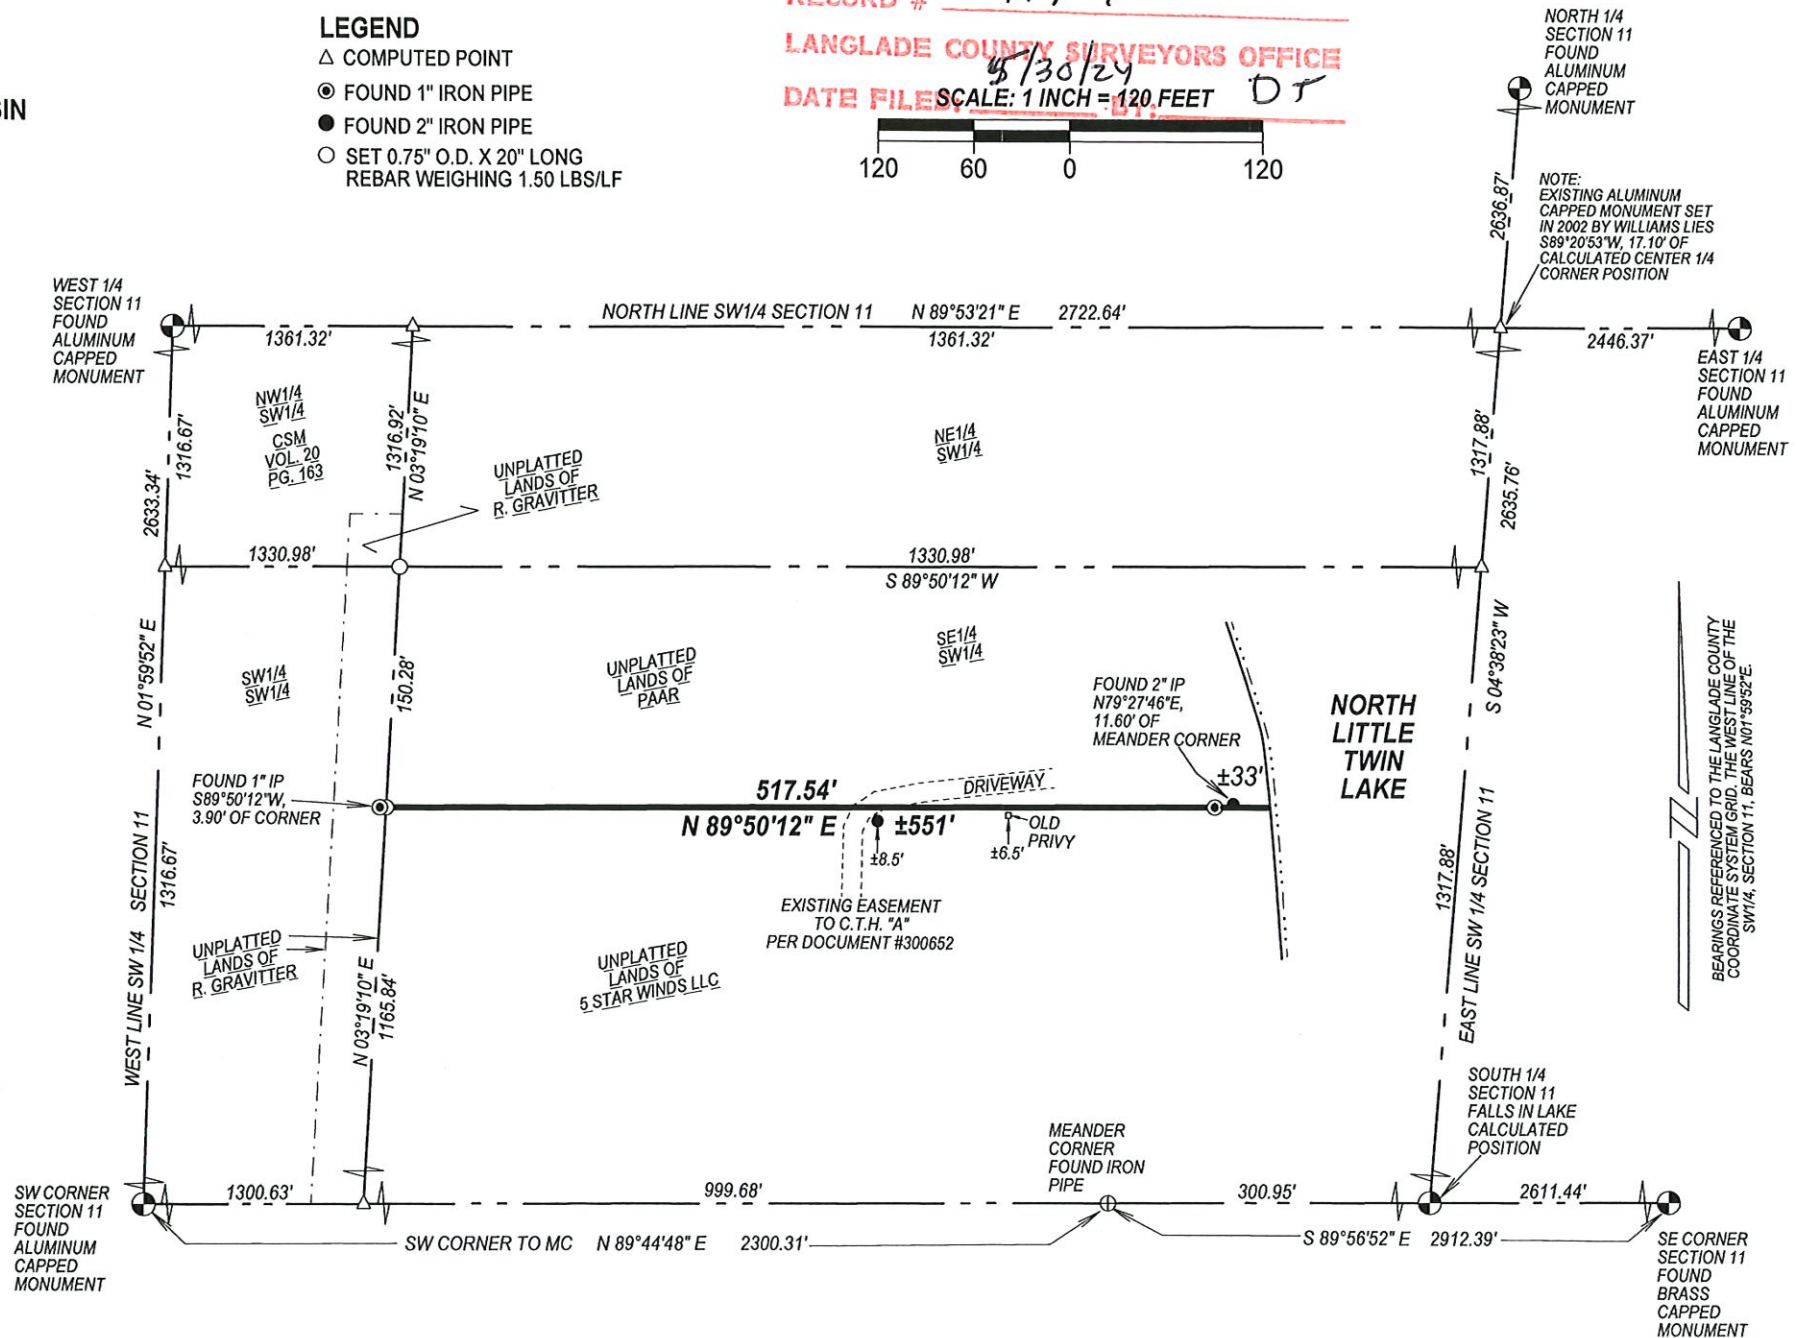 LEGEND
COMPUTED POINT
FOUND 1" IRON PIPE
FOUND 2" IRON PIPE
SET 0.75" O.D. X 20" LONG
REBAR WEIGHING 1.50 LBS/LF
RECORD #
LANGLADE COUNTY SURVEYORS OFFICE
5/30/24
DATE FILED: BY:
DT
SCALE: 1 INCH = 120 FEET
120 60 0 120
NORTH 1/4
SECTION 11
FOUND
ALUMINUM
CAPPED
MONUMENT
2636.87'
NOTE:
EXISTING ALUMINUM
CAPPED MONUMENT SET
IN 2002 BY WILLIAMS LIES
S89°20'53"W, 17.10' OF
CALCULATED CENTER 1/4
CORNER POSITION
WEST 1/4
SECTION 11
FOUND
ALUMINUM
CAPPED
MONUMENT
NORTH LINE SW1/4 SECTION 11 N 89°53'21" E 2722.64'
1361.32'
1361.32'
2446.37'
EAST 1/4
SECTION 11
FOUND
ALUMINUM
CAPPED
MONUMENT
1316.67'
2633.34'
NW1/4
SW1/4
CSM
VOL. 20
PG. 163
1316.92'
N 03°19'10" E
UNPLATTED
LANDS OF
R. GRAVITTER
NE1/4
SW1/4
1317.88'
2635.76'
1330.98'
1330.98'
S 89°50'12" W
N 01°59'52" E
SW1/4
SW1/4
150.28'
UNPLATTED
LANDS OF
PAAR
SE1/4
SW1/4
S 04°38'23" W
FOUND 2" IP
N79°27'46"E,
11.60' OF
MEANDER CORNER
NORTH
LITTLE
TWIN
LAKE
BEARINGS REFERENCED TO THE LANGLADE COUNTY
COORDINATE SYSTEM GRID. THE WEST LINE OF THE
SW1/4, SECTION 11, BEARS N01°59'52"E.
N
FOUND 1" IP
S89°50'12"W,
3.90' OF CORNER
517.54'
DRIVEWAY
±33'
N 89°50'12" E ±551'
OLD
PRIVY
±8.5'
±6.5'
EXISTING EASEMENT
TO C.T.H. "A"
PER DOCUMENT #300652
WEST LINE SW 1/4 SECTION 11
1316.67'
UNPLATTED
LANDS OF
R. GRAVITTER
N 03°19'10" E
1165.84'
UNPLATTED
LANDS OF
5 STAR WINDS LLC
1317.88'
EAST LINE SW 1/4 SECTION 11
SOUTH 1/4
SECTION 11
FALLS IN LAKE
CALCULATED
POSITION
MEANDER
CORNER
FOUND IRON
PIPE
SW CORNER
SECTION 11
FOUND
ALUMINUM
CAPPED
MONUMENT
1300.63'
999.68'
300.95'
2611.44'
SW CORNER TO MC N 89°44'48" E 2300.31'
S 89°56'52" E 2912.39'
SE CORNER
SECTION 11
FOUND
BRASS
CAPPED
MONUMENT